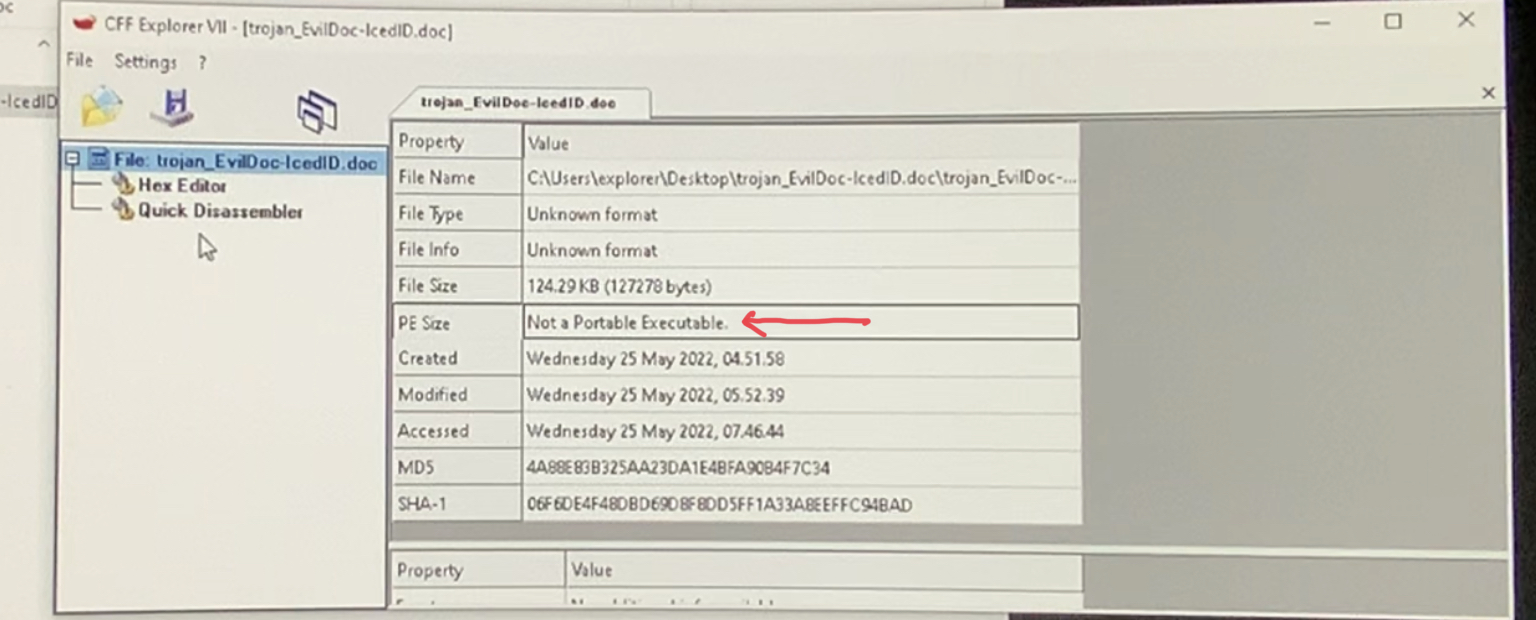 CFF Explorer VII - [trojan_EvilDoc-IcedID.doc]
File Settings ?
-IcedID
trojan_EvilDoc-IcedID.doc
File: trojan_EvilDoc-IcedID.doc
Hex Editor
Quick Disassembler
Property Value
File Name C:\Users\explorer\Desktop\trojan_EvilDoc-IcedID.doc\trojan_EvilDoc-...
File Type Unknown format
File Info Unknown format
File Size 124.29 KB (127278 bytes)
PE Size Not a Portable Executable.
Created Wednesday 25 May 2022, 04.51.58
Modified Wednesday 25 May 2022, 05.52.39
Accessed Wednesday 25 May 2022, 07.46.44
MD5 4A88E83B325AA23DA1E4BFA90B4F7C34
SHA-1 06F6DE4F48DBD69D8F8DD5FF1A33A8EEFFC94BAD
Property Value